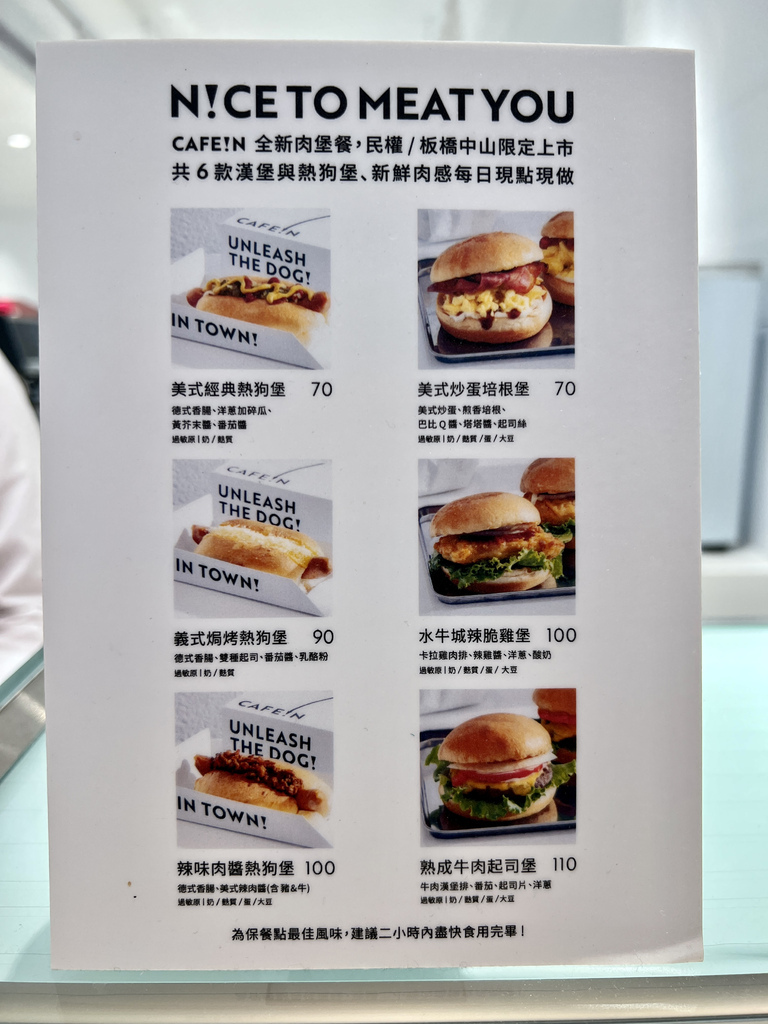 N!CE TO MEAT YOU
CAFE!N 全新肉堡餐,民權 / 板橋中山限定上市
共 6 款漢堡與熱狗堡、新鮮肉感每日現點現做
CAFE!N
UNLEASH
THE DOG!
IN TOWN!
美式經典熱狗堡 70
德式香腸、洋蔥加碎瓜、
黃芥末醬、番茄醬
過敏原 | 奶 / 麩質
美式炒蛋培根堡 70
美式炒蛋、煎香培根、
巴比Q醬、塔塔醬、起司絲
過敏原 | 奶 / 麩質 / 蛋 / 大豆
CAFE!N
UNLEASH
THE DOG!
IN TOWN!
義式焗烤熱狗堡 90
德式香腸、雙種起司、番茄醬、乳酪粉
過敏原 | 奶 / 麩質
水牛城辣脆雞堡 100
卡拉雞肉排、辣雞醬、洋蔥、酸奶
過敏原 | 奶 / 麩質 / 蛋 / 大豆
CAFE!N
UNLEASH
THE DOG!
IN TOWN!
辣味肉醬熱狗堡 100
德式香腸、美式辣肉醬(含 豬&牛)
過敏原 | 奶 / 麩質 / 蛋 / 大豆
熟成牛肉起司堡 110
牛肉漢堡排、番茄、起司片、洋蔥
過敏原 | 奶 / 麩質 / 蛋 / 大豆
為保餐點最佳風味,建議二小時內盡快食用完畢!